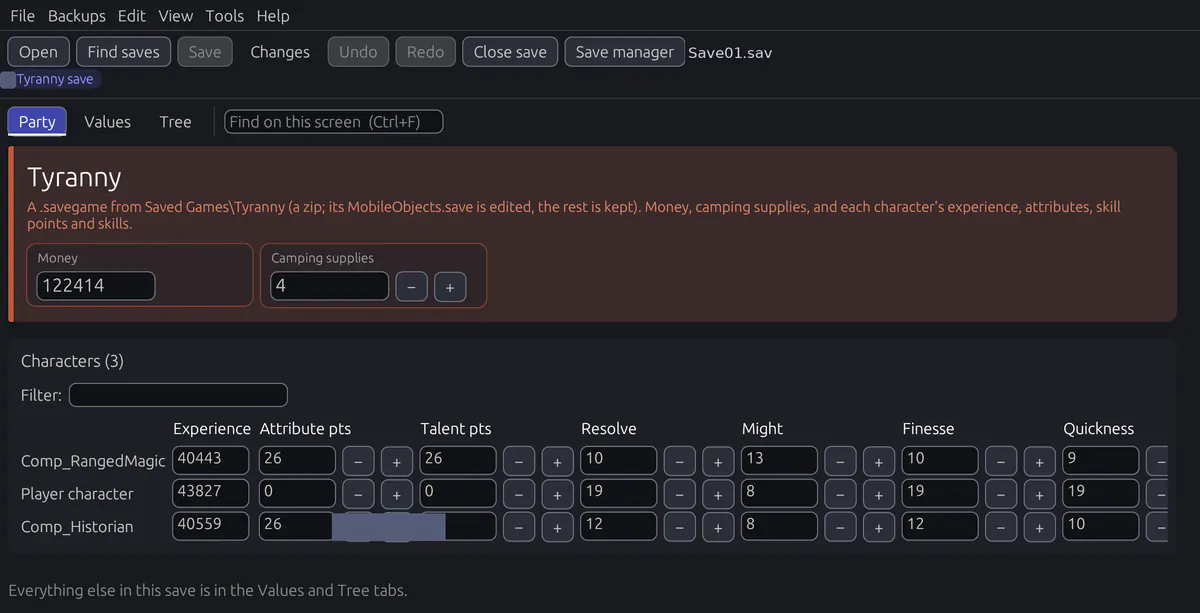 File Backups Edit View Tools Help
Open Find saves Save Changes Undo Redo Close save Save manager Save01.sav
Tyranny save
Party Values Tree Find on this screen (Ctrl+F)
Tyranny
A .savegame from Saved Games\Tyranny (a zip; its MobileObjects.save is edited, the rest is kept). Money, camping supplies, and each character's experience, attributes, skill
points and skills.
Money Camping supplies
122414 4 − +
Characters (3)
Filter:
Experience Attribute pts Talent pts Resolve Might Finesse Quickness
Comp_RangedMagic 40443 26 − + 26 − + 10 − + 13 − + 10 − + 9 −
Player character 43827 0 − + 0 − + 19 − + 8 − + 19 − + 19 −
Comp_Historian 40559 26 − + 12 − + 8 − + 12 − + 10 −
Everything else in this save is in the Values and Tree tabs.